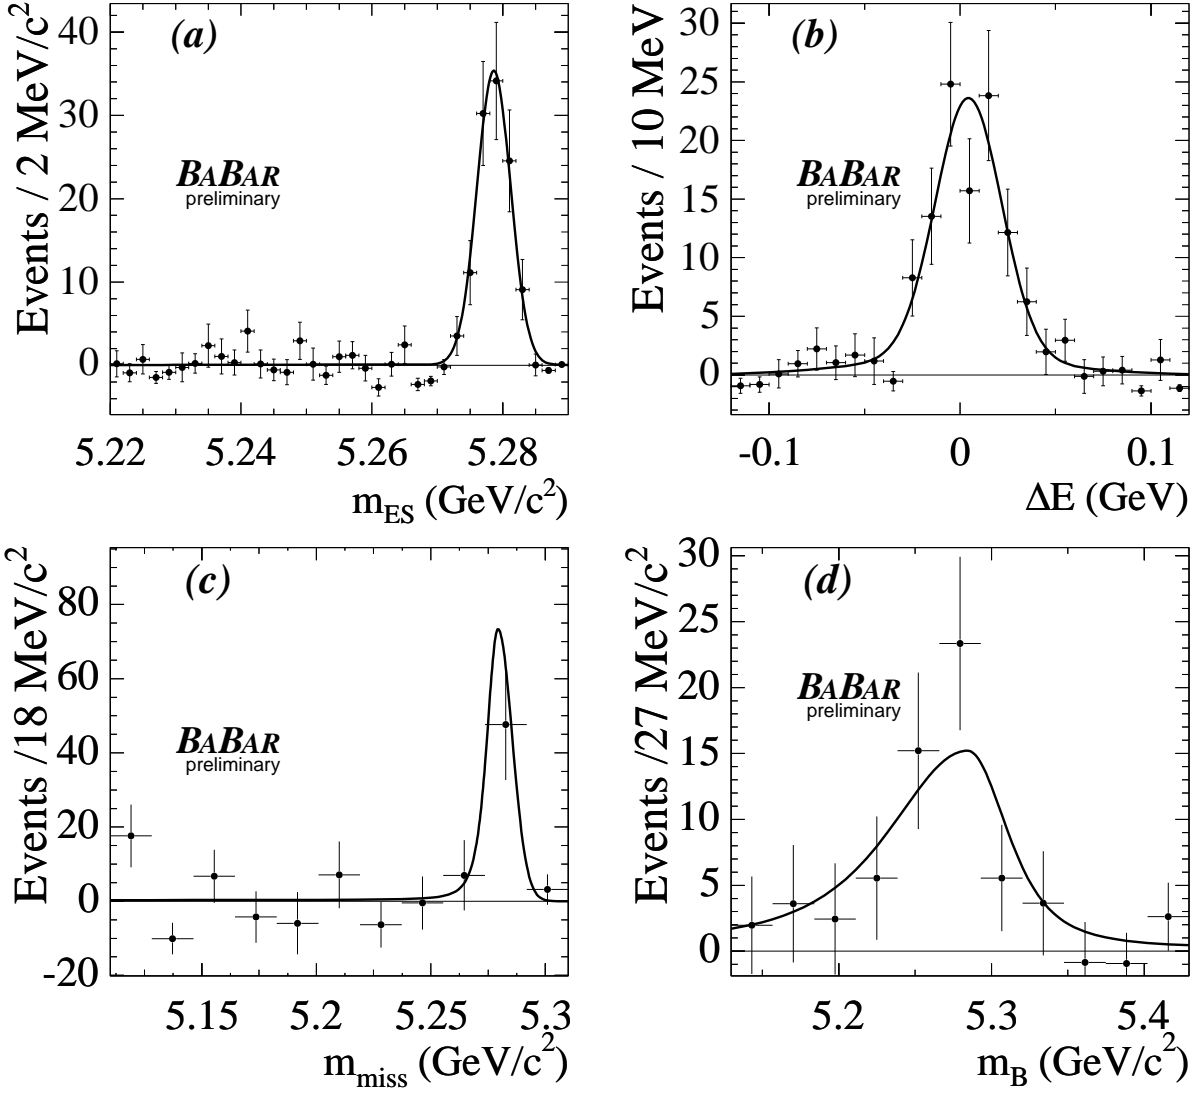 (a)
Events / 2 MeV/c²
40
30
20
10
0
BABAR
preliminary
5.22 5.24 5.26 5.28
m_ES (GeV/c²)
(b)
Events / 10 MeV
30
25
20
15
10
5
0
BABAR
preliminary
-0.1 0 0.1
ΔE (GeV)
(c)
Events /18 MeV/c²
80
60
40
20
0
-20
BABAR
preliminary
5.15 5.2 5.25 5.3
m_miss (GeV/c²)
(d)
Events /27 MeV/c²
30
25
20
15
10
5
0
BABAR
preliminary
5.2 5.3 5.4
m_B (GeV/c²)